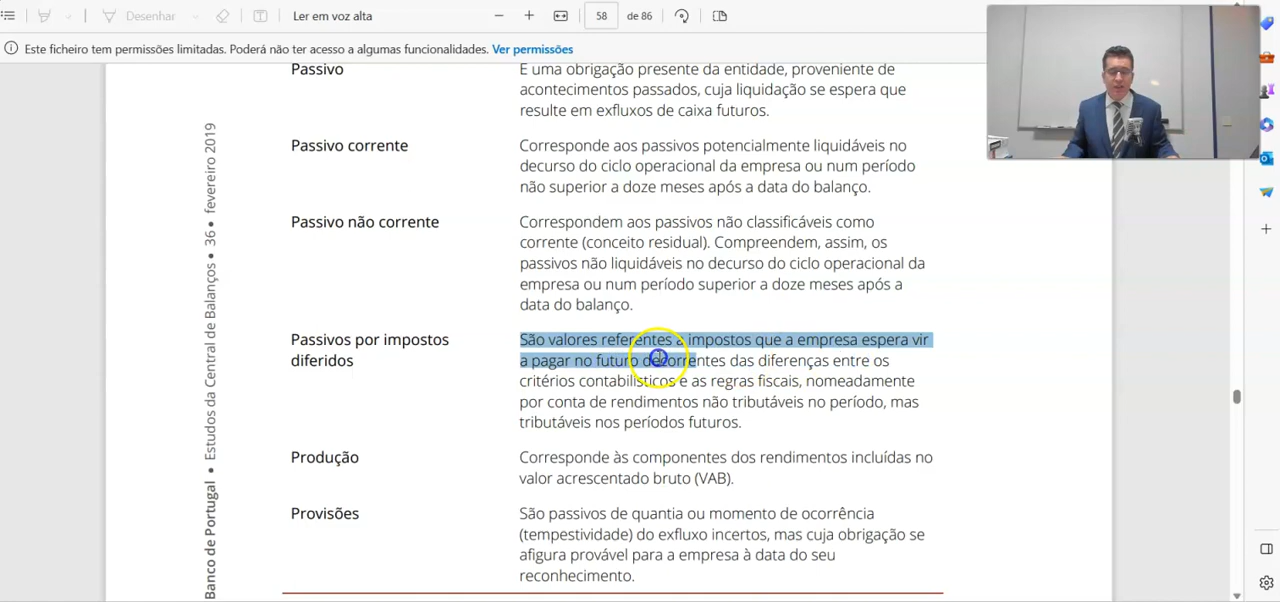 Desenhar
Ler em voz alta
58
de 86
Este ficheiro tem permissões limitadas. Poderá não ter acesso a algumas funcionalidades. Ver permissões
Passivo
É uma obrigação presente da entidade, proveniente de
acontecimentos passados, cuja liquidação se espera que
resulte em exfluxos de caixa futuros.
Passivo corrente
Corresponde aos passivos potencialmente liquidáveis no
decurso do ciclo operacional da empresa ou num período
não superior a doze meses após a data do balanço.
Passivo não corrente
Correspondem aos passivos não classificáveis como
corrente (conceito residual). Compreendem, assim, os
passivos não liquidáveis no decurso do ciclo operacional da
empresa ou num período superior a doze meses após a
data do balanço.
Passivos por impostos
diferidos
São valores referentes a impostos que a empresa espera vir
a pagar no futuro decorrentes das diferenças entre os
critérios contabilísticos e as regras fiscais, nomeadamente
por conta de rendimentos não tributáveis no período, mas
tributáveis nos períodos futuros.
Produção
Corresponde às componentes dos rendimentos incluídas no
valor acrescentado bruto (VAB).
Provisões
São passivos de quantia ou momento de ocorrência
(tempestividade) do exfluxo incertos, mas cuja obrigação se
afigura provável para a empresa à data do seu
reconhecimento.
Banco de Portugal • Estudos da Central de Balanços • 36 • fevereiro 2019